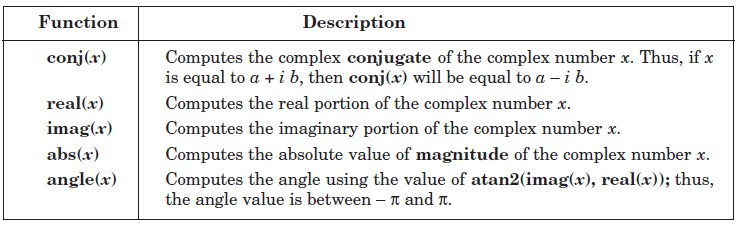 Function Description
conj(x) Computes the complex conjugate of the complex number x. Thus, if x
is equal to a + i b, then conj(x) will be equal to a – i b.
real(x) Computes the real portion of the complex number x.
imag(x) Computes the imaginary portion of the complex number x.
abs(x) Computes the absolute value of magnitude of the complex number x.
angle(x) Computes the angle using the value of atan2(imag(x), real(x)); thus,
the angle value is between – π and π.